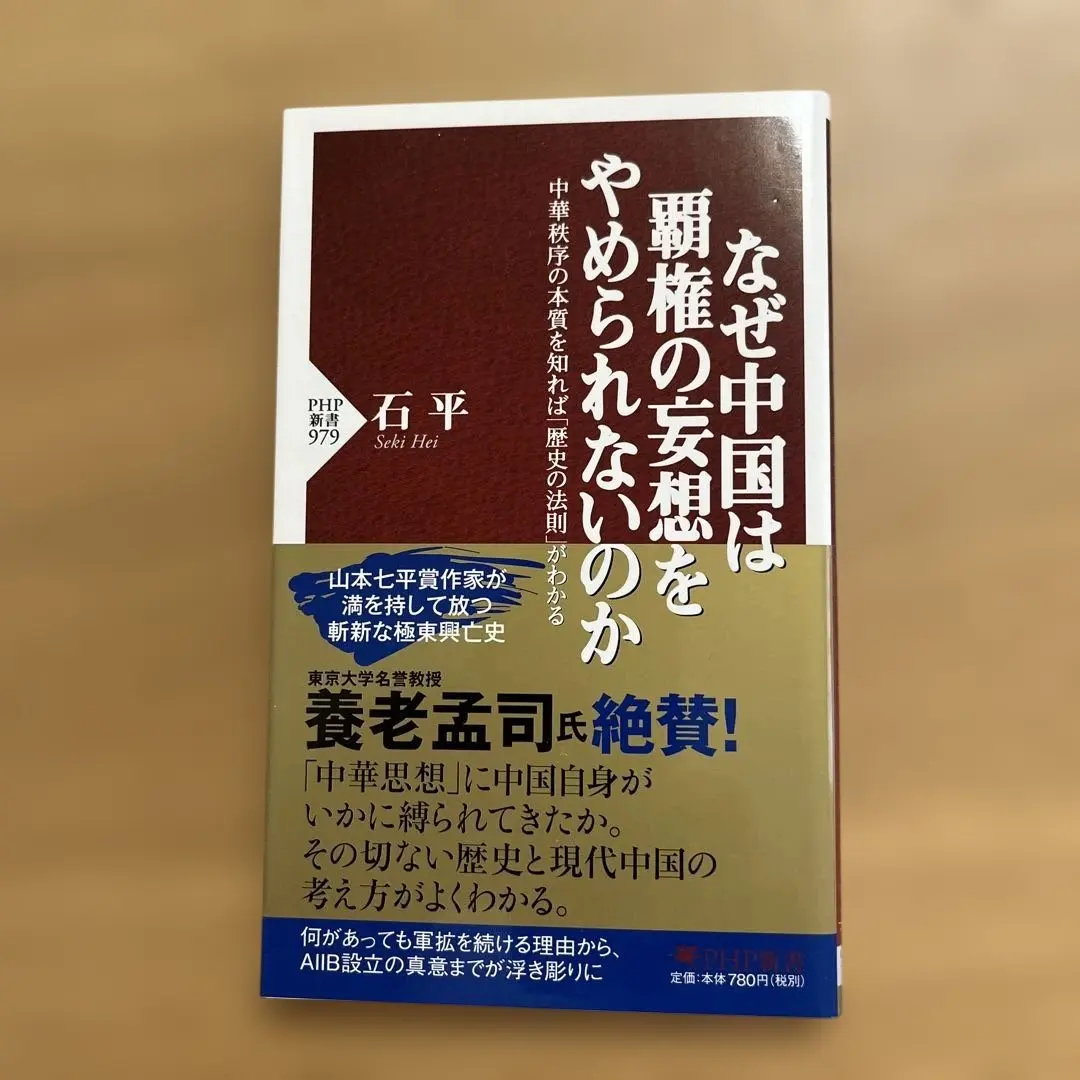 なぜ中国は
覇権の妄想を
やめられないのか
中華秩序の本質を知れば「歴史の法則」がわかる
石平
Seki Hei
PHP
新書
979
山本七平賞作家が
満を持して放つ
斬新な極東興亡史
東京大学名誉教授
養老孟司氏絶賛!
「中華思想」に中国自身が
いかに縛られてきたか。
その切ない歴史と現代中国の
考え方がよくわかる。
何があっても軍拡を続ける理由から、
AIIB設立の真意までが浮き彫りに
PHP新書
定価:本体780円(税別)